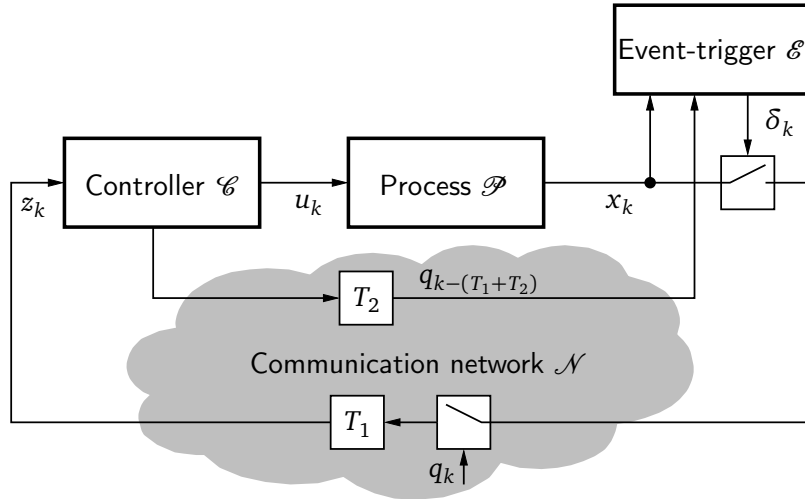 Event-trigger ℰ
δ_k
Controller 𝒞
Process 𝒫
z_k
u_k
x_k
T_2
q_{k−(T_1+T_2)}
Communication network 𝒩
T_1
q_k